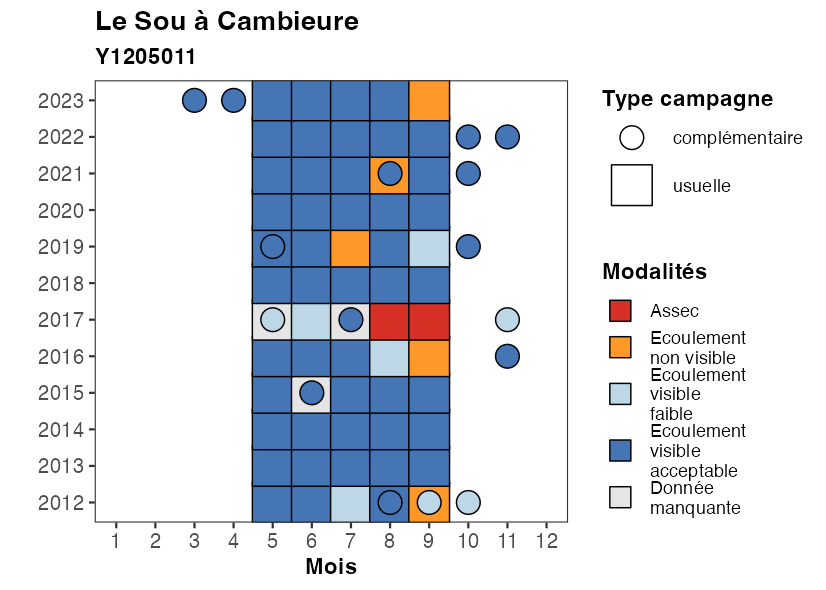 Le Sou à Cambieure
Y1205011
2023
2022
2021
2020
2019
2018
2017
2016
2015
2014
2013
2012
1 2 3 4 5 6 7 8 9 10 11 12
Mois
Type campagne
complémentaire
usuelle
Modalités
Assec
Ecoulement
non visible
Ecoulement
visible
faible
Ecoulement
visible
acceptable
Donnée
manquante